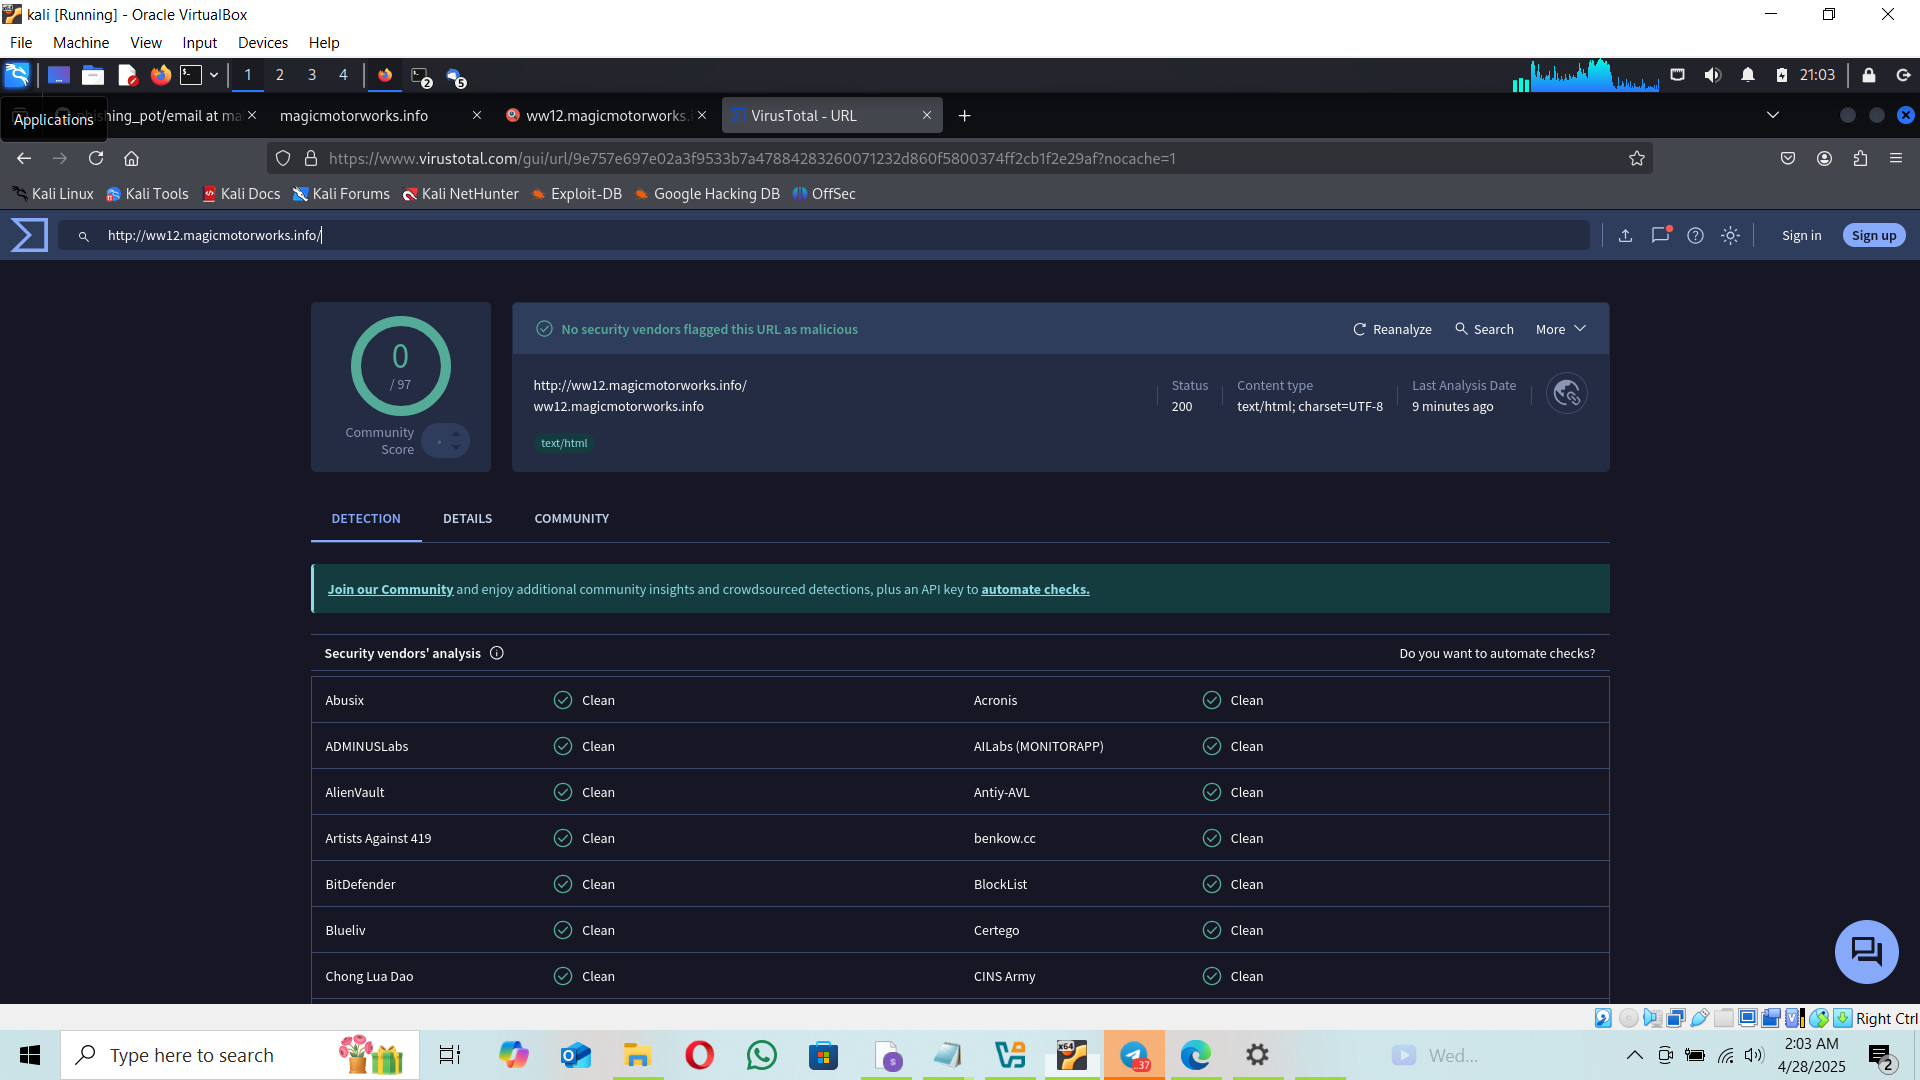 kali [Running] - Oracle VirtualBox
File Machine View Input Devices Help
1 2 3 4
2
5
21:03
Applications
hishing_pot/email at ma
magicmotorworks.info
ww12.magicmotorworks.
VirusTotal - URL
https://www.virustotal.com/gui/url/9e757e697e02a3f9533b7a47884283260071232d860f5800374ff2cb1f2e29af?nocache=1
Kali Linux Kali Tools Kali Docs Kali Forums Kali NetHunter Exploit-DB Google Hacking DB OffSec
http://ww12.magicmotorworks.info/
Sign in
Sign up
0
/ 97
Community
Score
No security vendors flagged this URL as malicious
Reanalyze
Search
More
http://ww12.magicmotorworks.info/
ww12.magicmotorworks.info
text/html
Status
200
Content type
text/html; charset=UTF-8
Last Analysis Date
9 minutes ago
DETECTION DETAILS COMMUNITY
Join our Community and enjoy additional community insights and crowdsourced detections, plus an API key to automate checks.
Security vendors' analysis
Do you want to automate checks?
Abusix Clean Acronis Clean
ADMINUSLabs Clean AILabs (MONITORAPP) Clean
AlienVault Clean Antiy-AVL Clean
Artists Against 419 Clean benkow.cc Clean
BitDefender Clean BlockList Clean
Blueliv Clean Certego Clean
Chong Lua Dao Clean CINS Army Clean
Right Ctrl
Type here to search
x64
..37
Wed...
2:03 AM
4/28/2025
2